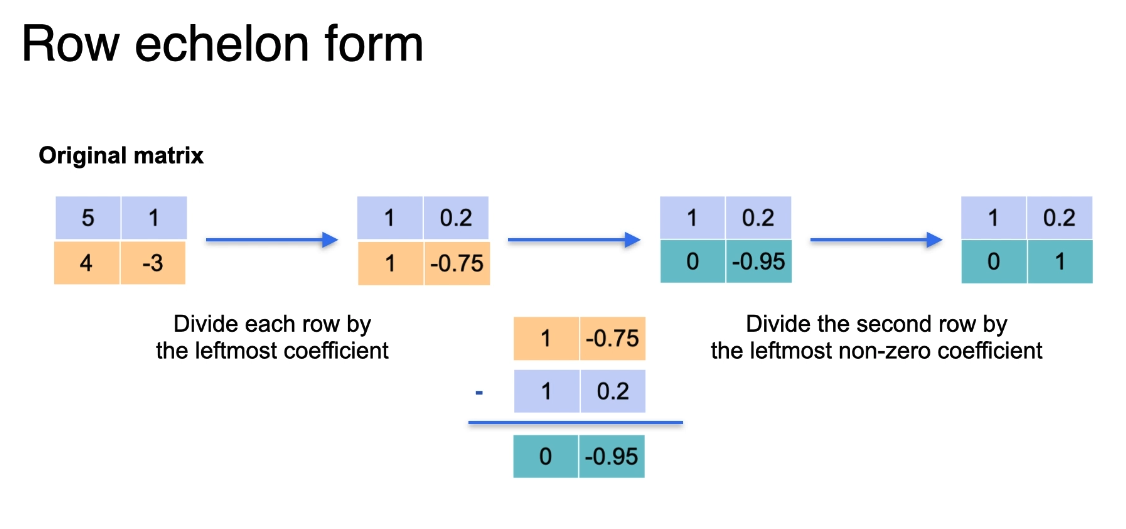 Row echelon form
Original matrix
5 1
4 -3
1 0.2
1 -0.75
1 0.2
0 -0.95
1 0.2
0 1
Divide each row by
the leftmost coefficient
1 -0.75
- 1 0.2
0 -0.95
Divide the second row by
the leftmost non-zero coefficient